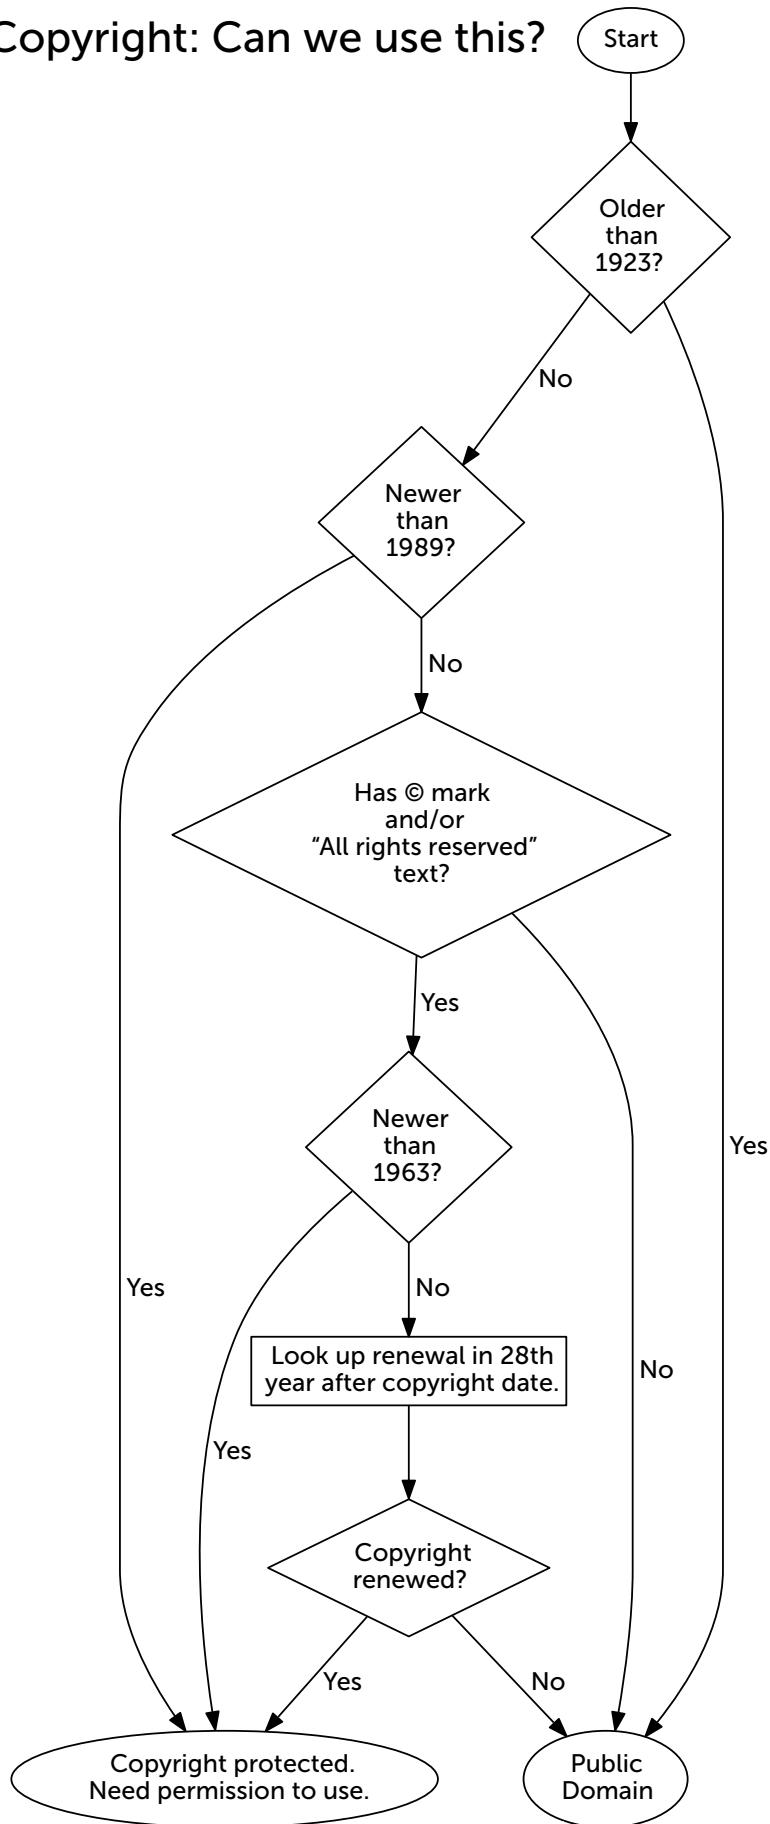 Copyright: Can we use this?
Start
Older
than
1923?
No
Newer
than
1989?
No
Has © mark
and/or
“All rights reserved”
text?
Yes
Newer
than
1963?
Yes
Yes
No
Look up renewal in 28th
year after copyright date.
No
Yes
Copyright
renewed?
Yes
No
Copyright protected.
Need permission to use.
Public
Domain